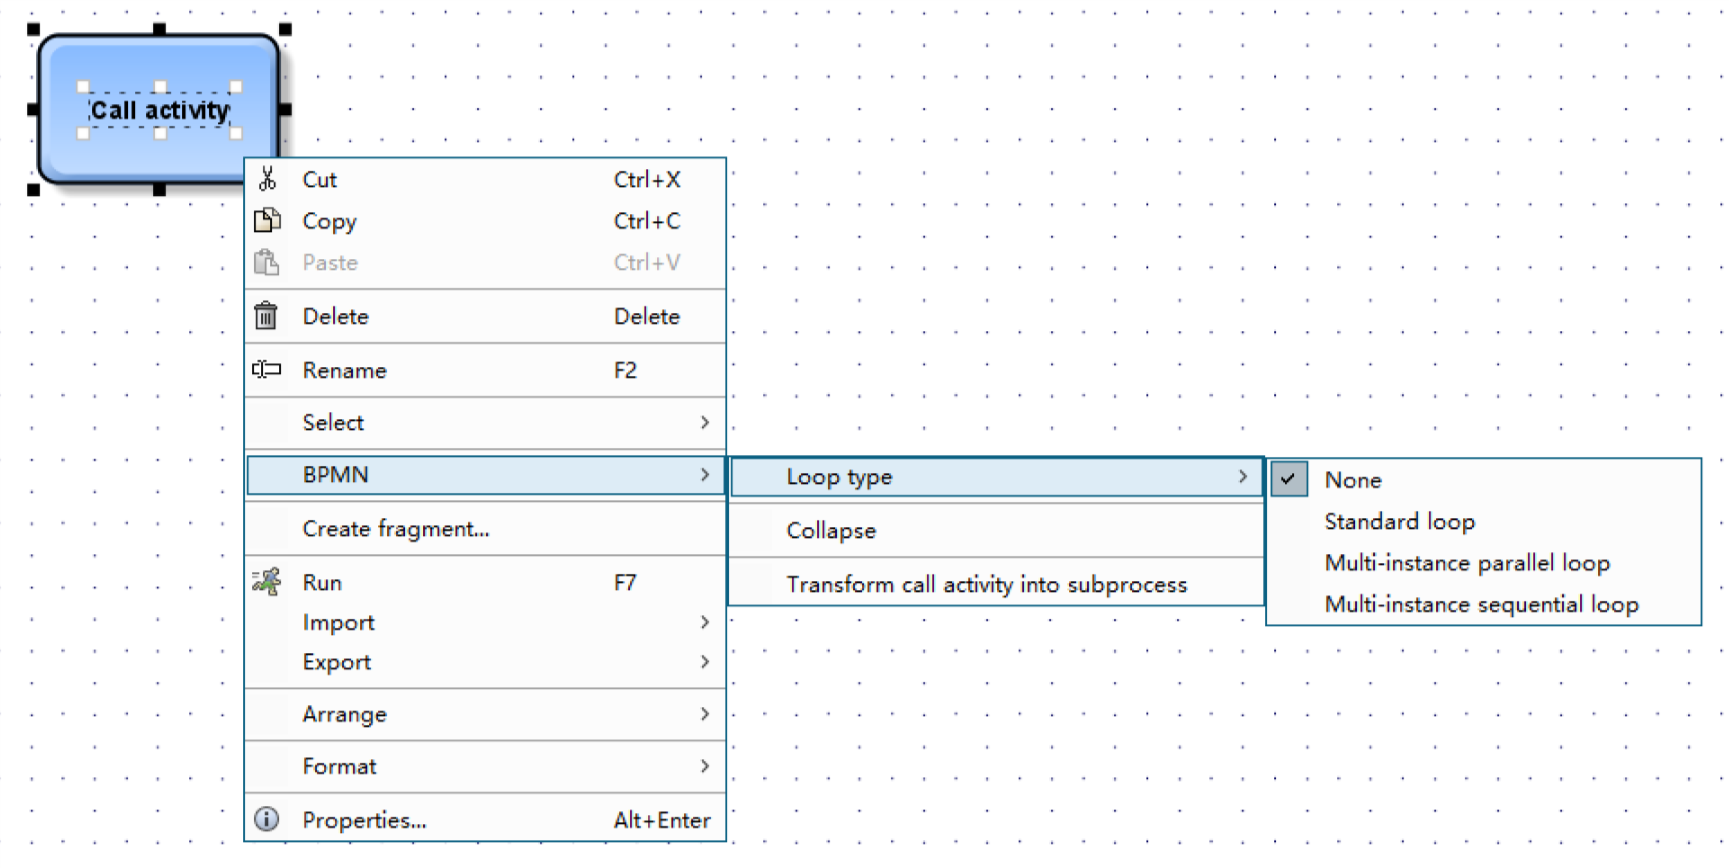 Call activity
Cut Ctrl+X
Copy Ctrl+C
Paste Ctrl+V
Delete Delete
Rename F2
Select
BPMN
Create fragment...
Run F7
Import
Export
Arrange
Format
Properties... Alt+Enter
Loop type
Collapse
Transform call activity into subprocess
None
Standard loop
Multi-instance parallel loop
Multi-instance sequential loop